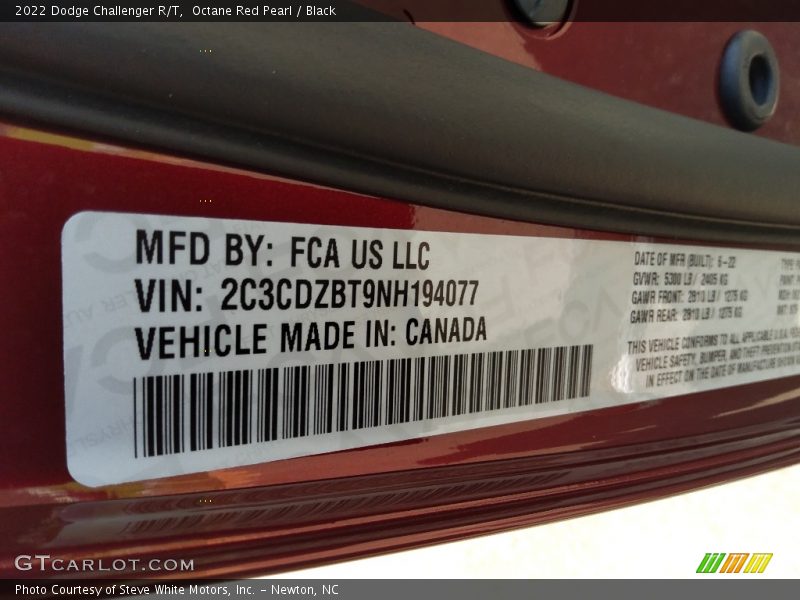 2022 Dodge Challenger R/T, Octane Red Pearl / Black
MFD BY: FCA US LLC
VIN: 2C3CDZBT9NH194077
VEHICLE MADE IN: CANADA
DATE OF MFR (BUILT): 6-22
GVWR: 5300 LB / 2405 KG
GAWR FRONT: 2810 LB / 1275 KG
GAWR REAR: 2810 LB / 1275 KG
THIS VEHICLE CONFORMS TO ALL APPLICABLE U.S.A.
VEHICLE SAFETY, BUMPER, AND THEFT PREVENTION
IN EFFECT ON THE DATE OF MANUFACTURE
GTCARLOT.COM
Photo Courtesy of Steve White Motors, Inc. – Newton, NC